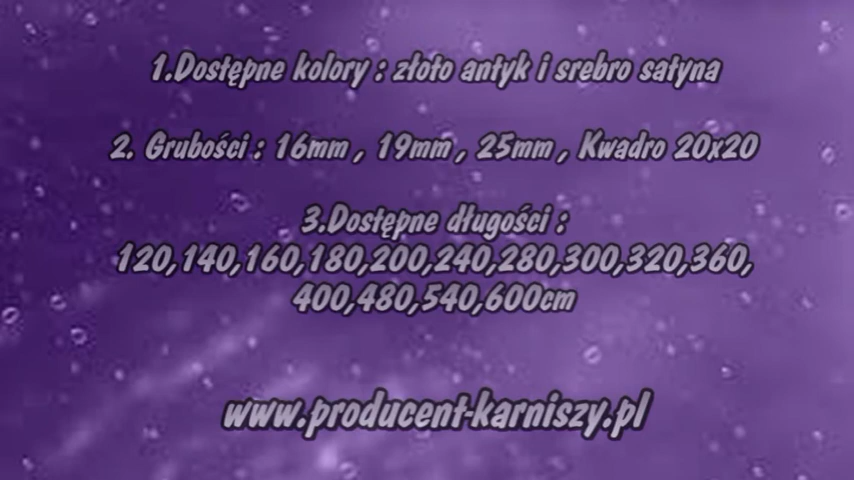 1.Dostępne kolory : złoto antyk i srebro satyna
2. Grubości : 16mm , 19mm , 25mm , Kwadro 20x20
3.Dostępne długości :
120,140,160,180,200,240,280,300,320,360,
400,480,540,600cm
www.producent-karniszy.pl